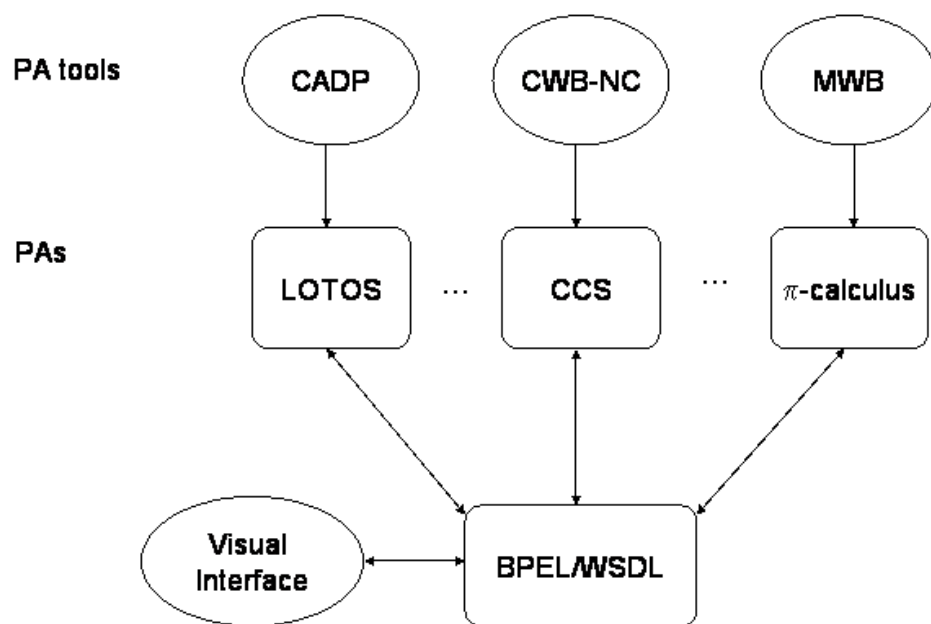 PA tools
CADP
CWB-NC
MWB
PAs
LOTOS
...
CCS
...
π-calculus
Visual
Interface
BPEL/WSDL